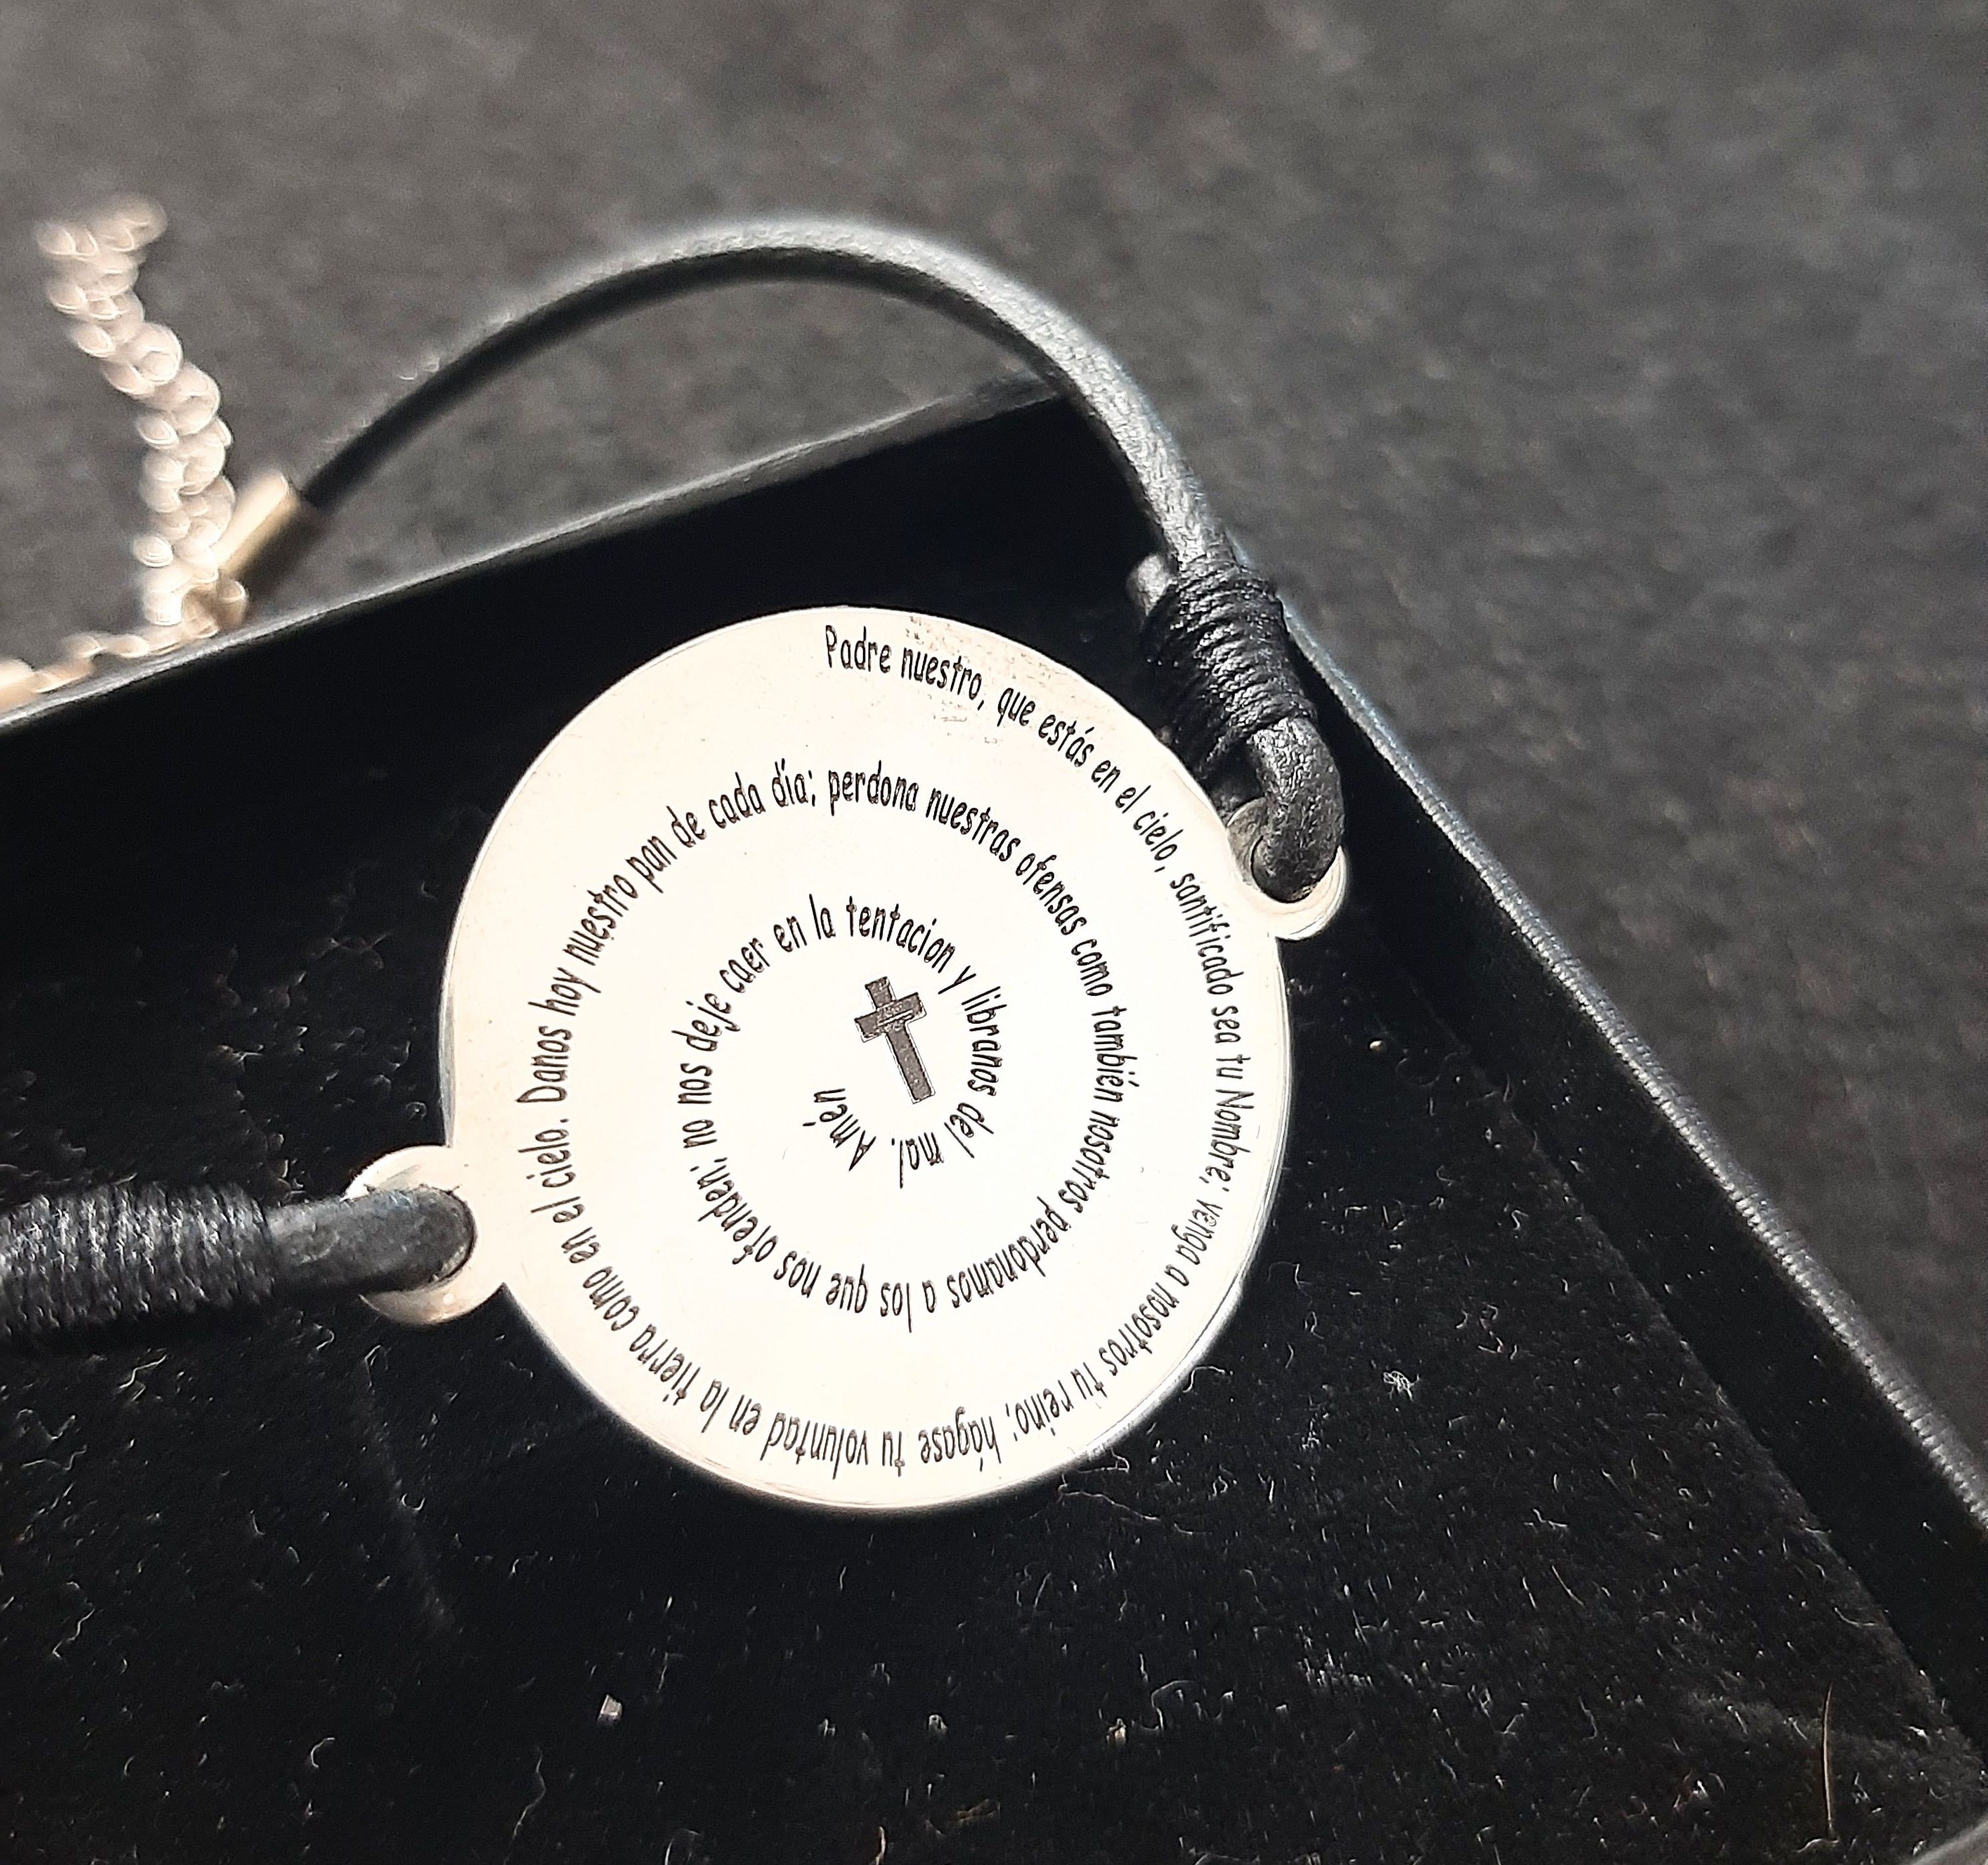 Padre nuestro, que estás en el cielo, santificado sea tu Nombre; venga a nosotros tu reino; hágase tu voluntad en la tierra como en el cielo. Danos hoy nuestro pan de cada día; perdona nuestras ofensas como también nosotros perdonamos a los que nos ofenden; no nos deje caer en la tentacion y libranos del mal. Amén